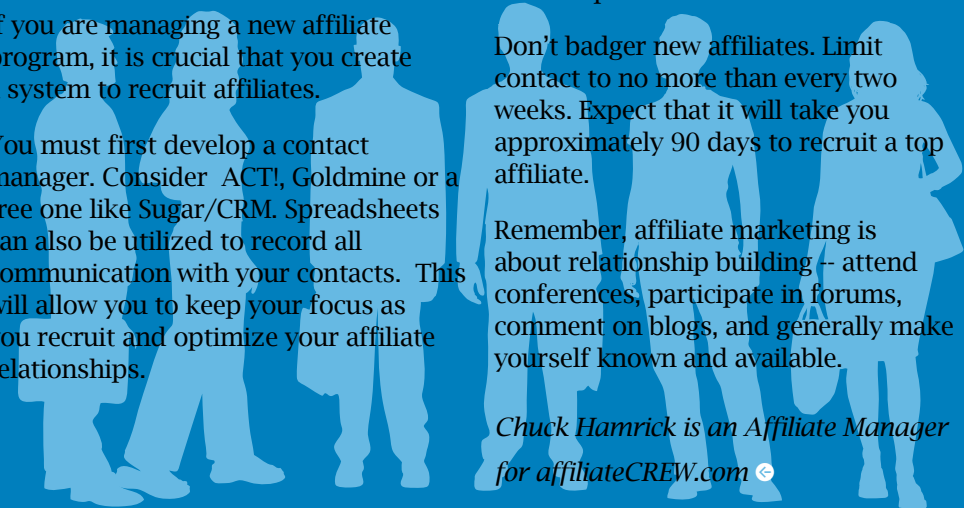 f you are managing a new affiliate
program, it is crucial that you create
system to recruit affiliates.
You must first develop a contact
manager. Consider ACT!, Goldmine or a
free one like Sugar/CRM. Spreadsheets
can also be utilized to record all
communication with your contacts. This
will allow you to keep your focus as
you recruit and optimize your affiliate
relationships.
Don't badger new affiliates. Limit
contact to no more than every two
weeks. Expect that it will take you
approximately 90 days to recruit a top
affiliate.
Remember, affiliate marketing is
about relationship building -- attend
conferences, participate in forums,
comment on blogs, and generally make
yourself known and available.
Chuck Hamrick is an Affiliate Manager
for affiliateCREW.com